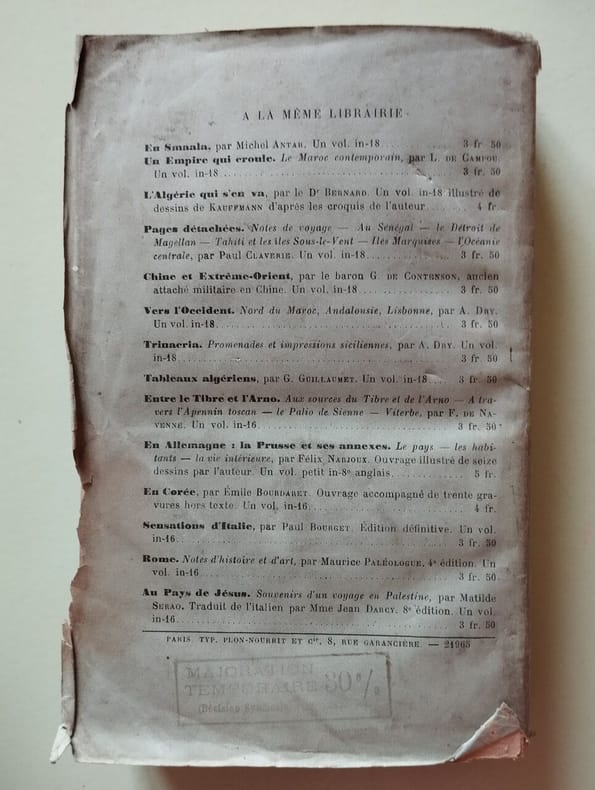 A LA MÊME LIBRAIRIE
En Smaala, par Michel ANTAR. Un vol. in-18 3 fr 50
Un Empire qui croule. Le Maroc contemporain, par L. DE CAMPOU.
Un vol. in-18 3 fr. 50
L'Algérie qui s'en va, par le Dr BERNARD. Un vol. in-18 illustré de
dessins de KAUFFMANN d'après les croquis de l'auteur 4 fr.
Pages détachées. Notes de voyage — Au Sénégal — le Détroit de
Magellan — Tahiti et les îles Sous-le-Vent — Iles Marquises — l'Océanie
centrale, par Paul CLAVERIE. Un vol. in-18 3 fr. 50
Chine et Extrême-Orient, par le baron G. DE CONTENSON, ancien
attaché militaire en Chine. Un vol. in-18 3 fr. 50
Vers l'Occident. Nord du Maroc, Andalousie, Lisbonne, par A. DRY.
Un vol. in-18 3 fr. 50
Trinacria. Promenades et impressions siciliennes, par A. DRY. Un vol.
in-18 3 fr. 50
Tableaux algériens, par G. GUILLAUMET. Un vol. in-18 3 fr. 50
Entre le Tibre et l'Arno. Aux sources du Tibre et de l'Arno — A tra-
vers l'Apennin toscan — le Palio de Sienne — Viterbe, par F. DE NA-
VENNE. Un vol. in-16 3 fr. 50
En Allemagne : la Prusse et ses annexes. Le pays — les habi-
tants — la vie intérieure, par Félix NARJOUX. Ouvrage illustré de seize
dessins par l'auteur. Un vol. petit in-8º anglais 5 fr.
En Corée, par Émile BOURDARET. Ouvrage accompagné de trente gra-
vures hors texte. Un vol. in-16 4 fr.
Sensations d'Italie, par Paul BOURGET. Édition définitive. Un vol.
in-16 3 fr. 50
Rome. Notes d'histoire et d'art, par Maurice PALÉOLOGUE, 4e édition. Un
vol. in-16 3 fr. 50
Au Pays de Jésus. Souvenirs d'un voyage en Palestine, par Matilde
SERAO. Traduit de l'italien par Mme Jean DARCY. 8e édition. Un vol.
in-16 3 fr. 50
PARIS. TYP. PLON-NOURRIT ET Cie, 8, RUE GARANCIÈRE. — 21965
MAJORATION
TEMPORAIRE 30%
(Décision